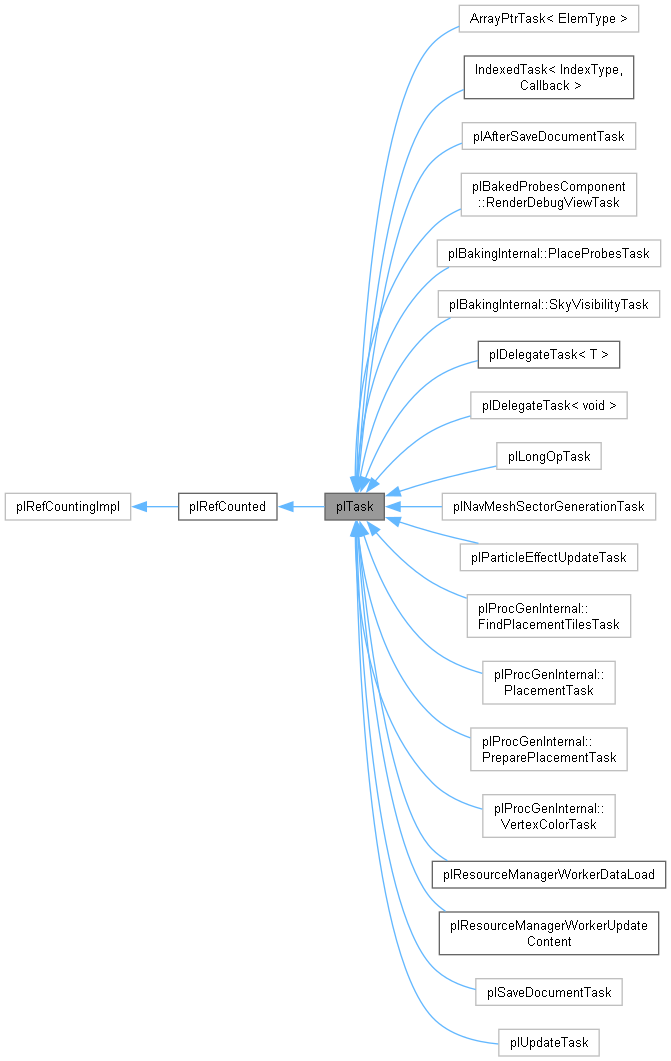 ArrayPtrTask< ElemType >
IndexedTask< IndexType,
Callback >
plAfterSaveDocumentTask
plBakedProbesComponent
::RenderDebugViewTask
plBakingInternal::PlaceProbesTask
plBakingInternal::SkyVisibilityTask
plDelegateTask< T >
plDelegateTask< void >
plLongOpTask
plRefCountingImpl
plRefCounted
plTask
plNavMeshSectorGenerationTask
plParticleEffectUpdateTask
plProcGenInternal::
FindPlacementTilesTask
plProcGenInternal::
PlacementTask
plProcGenInternal::
PreparePlacementTask
plProcGenInternal::
VertexColorTask
plResourceManagerWorkerDataLoad
plResourceManagerWorkerUpdate
Content
plSaveDocumentTask
plUpdateTask